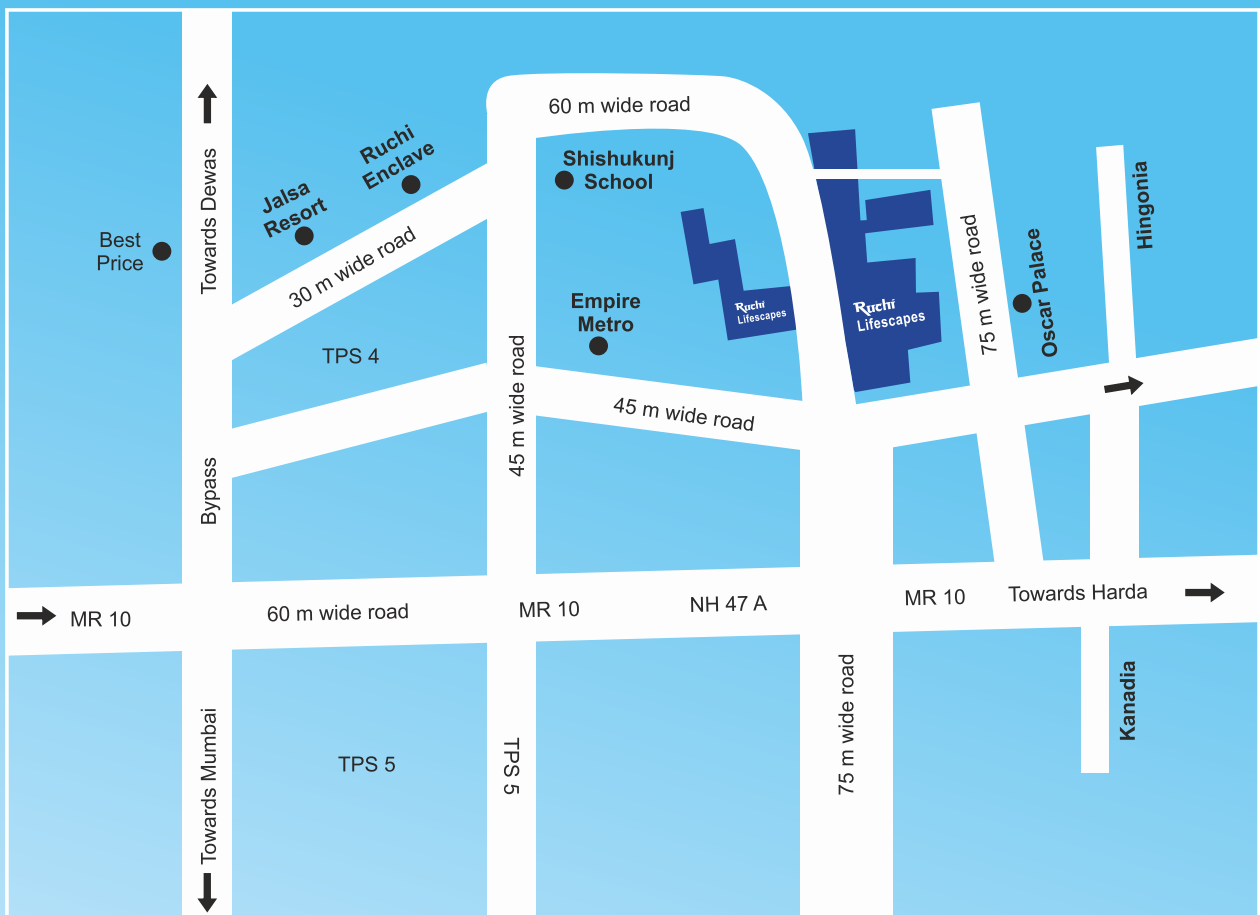 60 m wide road
Towards Dewas
Ruchi
Enclave
Jalsa
Resort
Shishukunj
School
Hingonia
Best
Price
30 m wide road
75 m wide road
Oscar Palace
Empire
Metro
Ruchi
Lifescapes
Ruchi
Lifescapes
TPS 4
45 m wide road
45 m wide road
Bypass
MR 10
60 m wide road
MR 10
NH 47 A
MR 10
Towards Harda
Kanadia
75 m wide road
Towards Mumbai
TPS 5
TPS 5